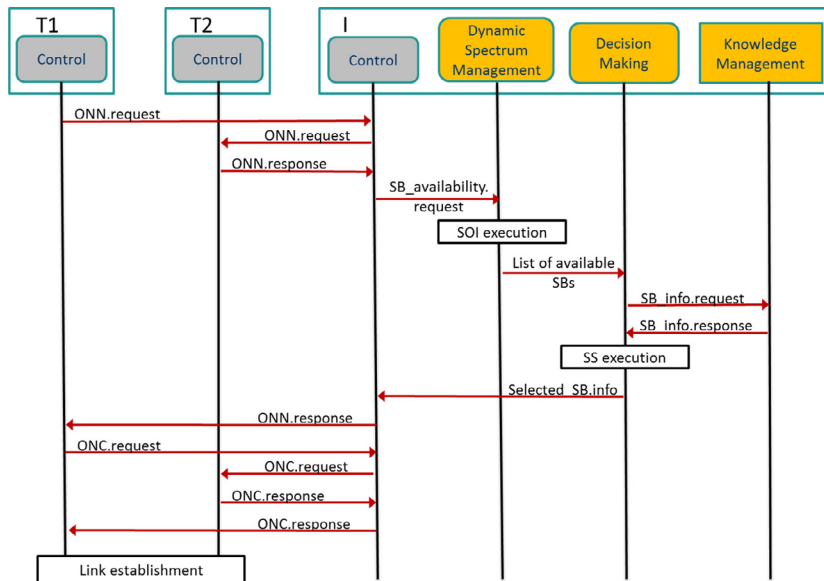 T1
T2
I
Control
Control
Control
Dynamic
Spectrum
Management
Decision
Making
Knowledge
Management
ONN.request
ONN.request
ONN.response
SB_availability.
request
SOI execution
List of available
SBs
SB_info.request
SB_info.response
SS execution
Selected_SB.info
ONN.response
ONC.request
ONC.request
ONC.response
ONC.response
Link establishment